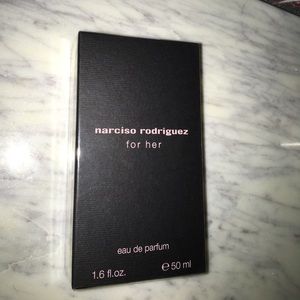 narciso rodriguez
for her
eau de parfum
1.6 fl.oz. ℮ 50 ml